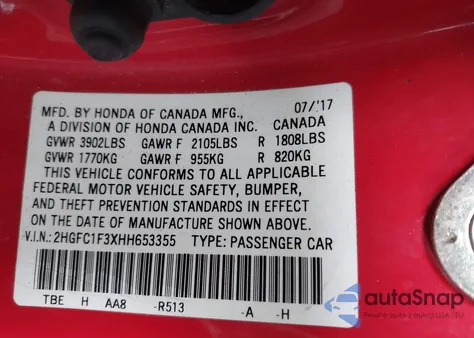 MFD. BY HONDA OF CANADA MFG., 07/'17
A DIVISION OF HONDA CANADA INC. CANADA
GVWR 3902LBS GAWR F 2105LBS R 1808LBS
GVWR 1770KG GAWR F 955KG R 820KG
THIS VEHICLE CONFORMS TO ALL APPLICABLE
FEDERAL MOTOR VEHICLE SAFETY, BUMPER,
AND THEFT PREVENTION STANDARDS IN EFFECT
ON THE DATE OF MANUFACTURE SHOWN ABOVE.
V.I.N.: 2HGFC1F3XHH653355 TYPE: PASSENGER CAR
TBE H AA8 -R513 -A -H
autoSnap